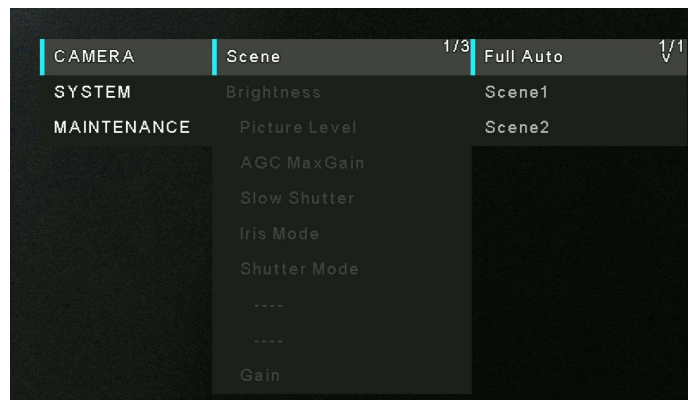 CAMERA
SYSTEM
MAINTENANCE
Scene 1/3
Brightness
Picture Level
AGC MaxGain
Slow Shutter
Iris Mode
Shutter Mode
----
----
Gain
Full Auto 1/1
v
Scene1
Scene2